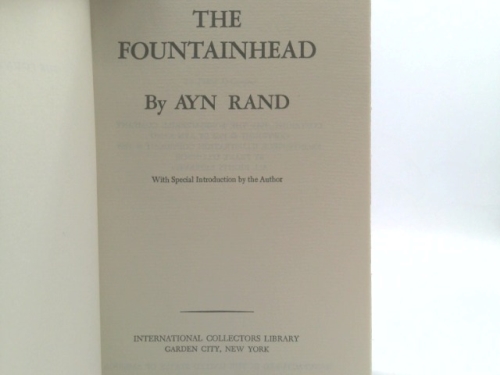 THE
FOUNTAINHEAD
By AYN RAND
With Special Introduction by the Author
INTERNATIONAL COLLECTORS LIBRARY
GARDEN CITY, NEW YORK